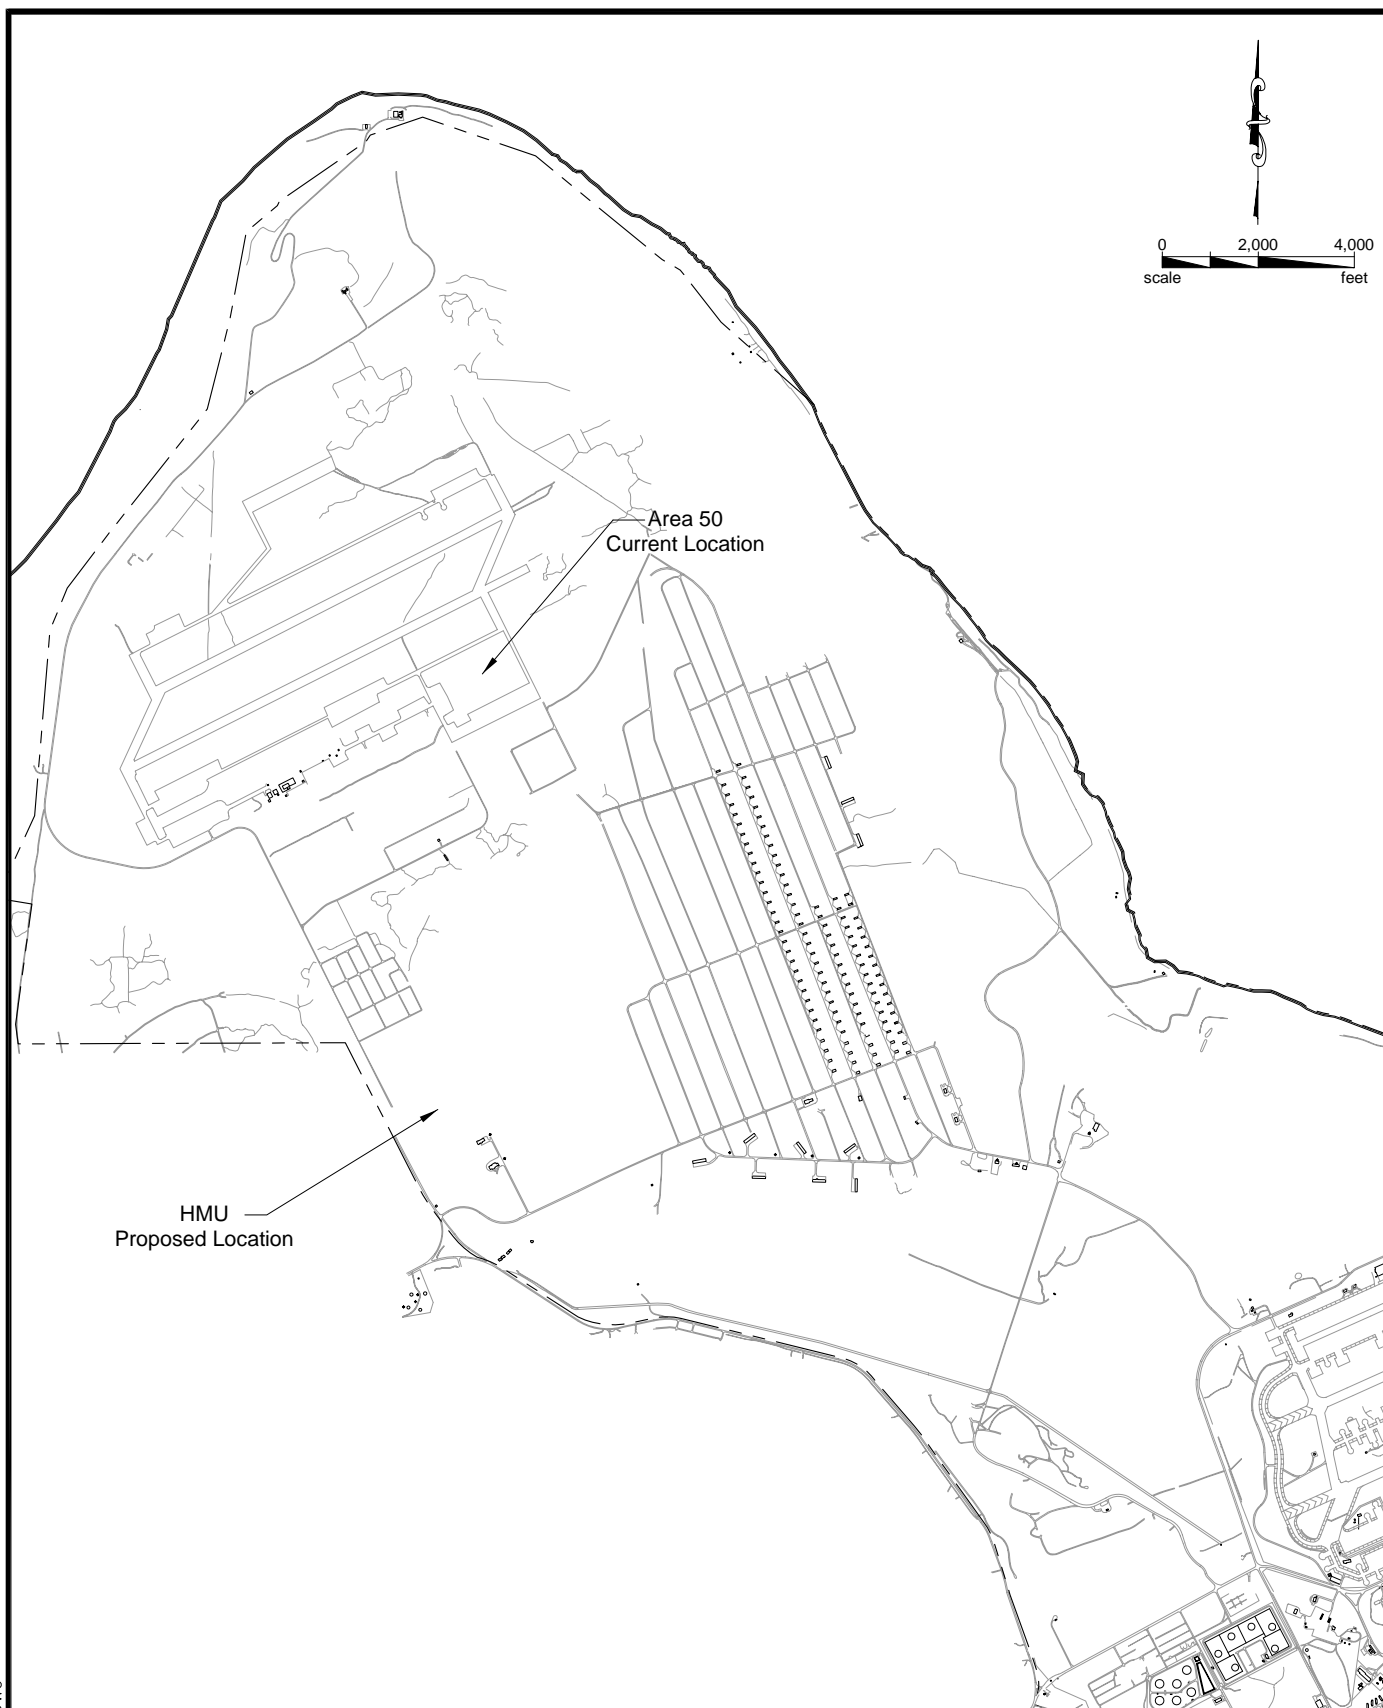 0 2,000 4,000
scale feet
Area 50
Current Location
HMU
Proposed Location